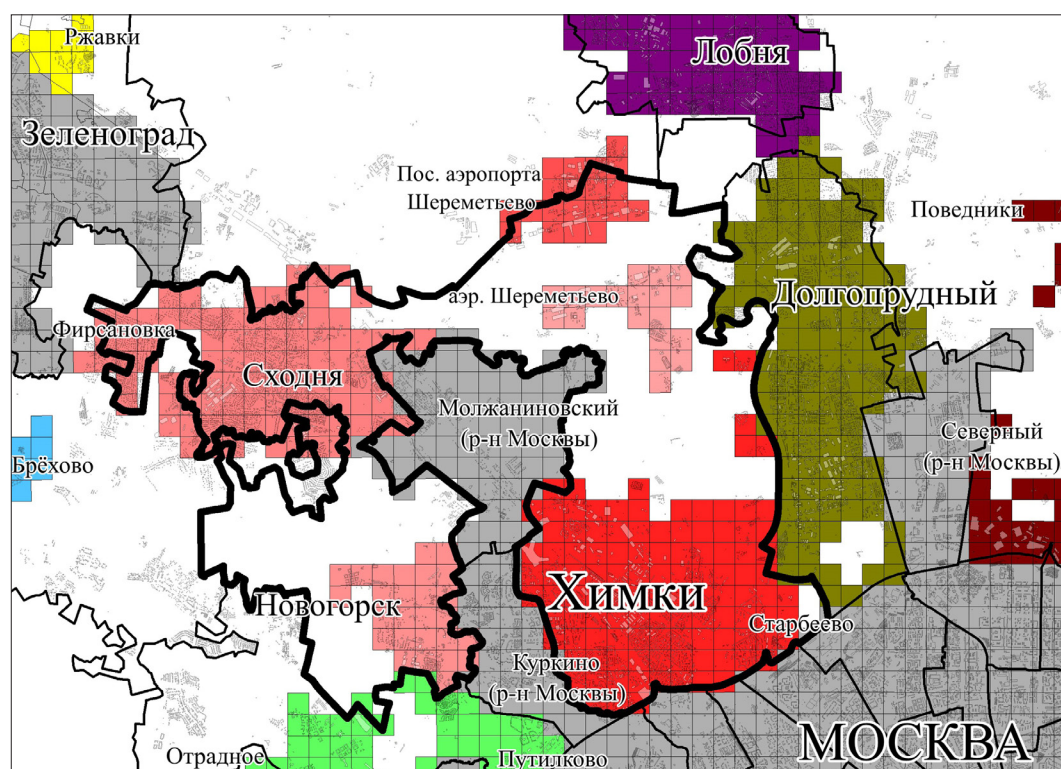 Ржавки
Лобня
Зеленоград
Пос. аэропорта
Шереметьево
Поведники
аэр. Шереметьево
Долгопрудный
Фирсановка
Сходня
Молжаниновский
(р-н Москвы)
Северный
(р-н Москвы)
Брёхово
Новогорск
Химки
Старбеево
Куркино
(р-н Москвы)
Отрадное
Путилково
МОСКВА